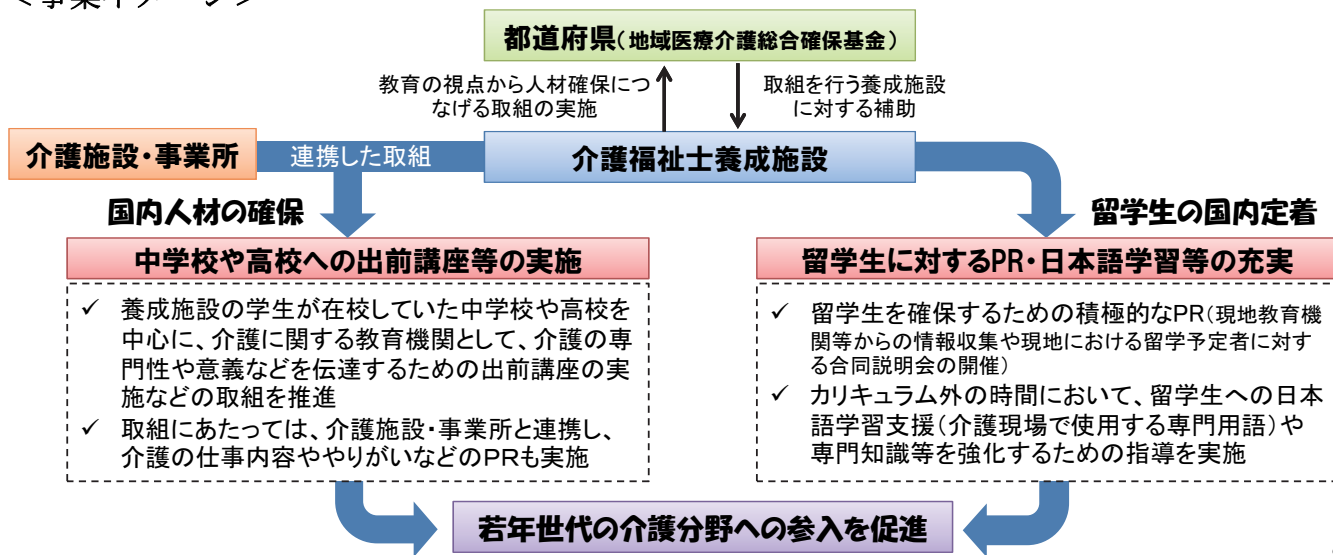 ＜事業イメージ＞
都道府県（地域医療介護総合確保基金）
教育の視点から人材確保につ
なげる取組の実施
取組を行う養成施設
に対する補助
介護施設・事業所
連携した取組
介護福祉士養成施設
国内人材の確保
留学生の国内定着
中学校や高校への出前講座等の実施
✓ 養成施設の学生が在校していた中学校や高校を
中心に、介護に関する教育機関として、介護の専
門性や意義などを伝達するための出前講座の実
施などの取組を推進
✓ 取組にあたっては、介護施設・事業所と連携し、
介護の仕事内容ややりがいなどのPRも実施
留学生に対するPR・日本語学習等の充実
✓ 留学生を確保するための積極的なPR（現地教育機
関等からの情報収集や現地における留学予定者に対す
る合同説明会の開催）
✓ カリキュラム外の時間において、留学生への日本
語学習支援（介護現場で使用する専門用語）や
専門知識等を強化するための指導を実施
若年世代の介護分野への参入を促進